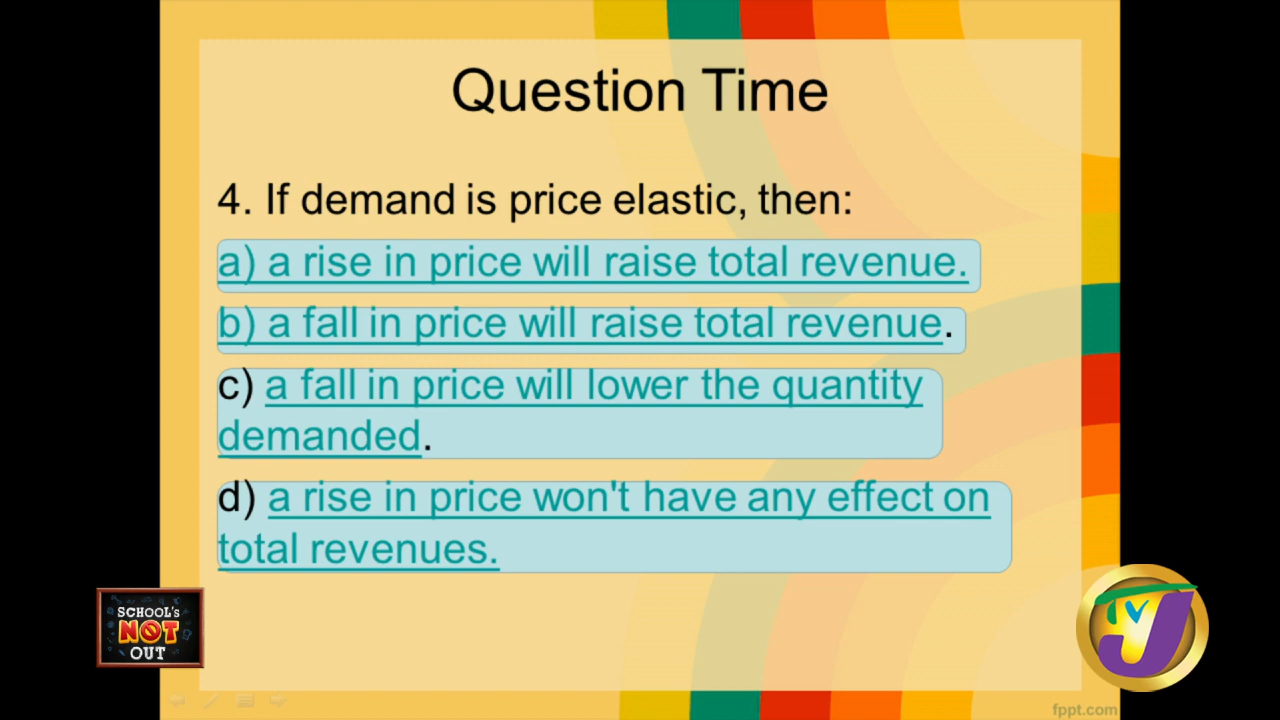 Question Time
4. If demand is price elastic, then:
a) a rise in price will raise total revenue.
b) a fall in price will raise total revenue.
c) a fall in price will lower the quantity
demanded.
d) a rise in price won't have any effect on
total revenues.
SCHOOL's
NOT
OUT
TVJ
fppt.com